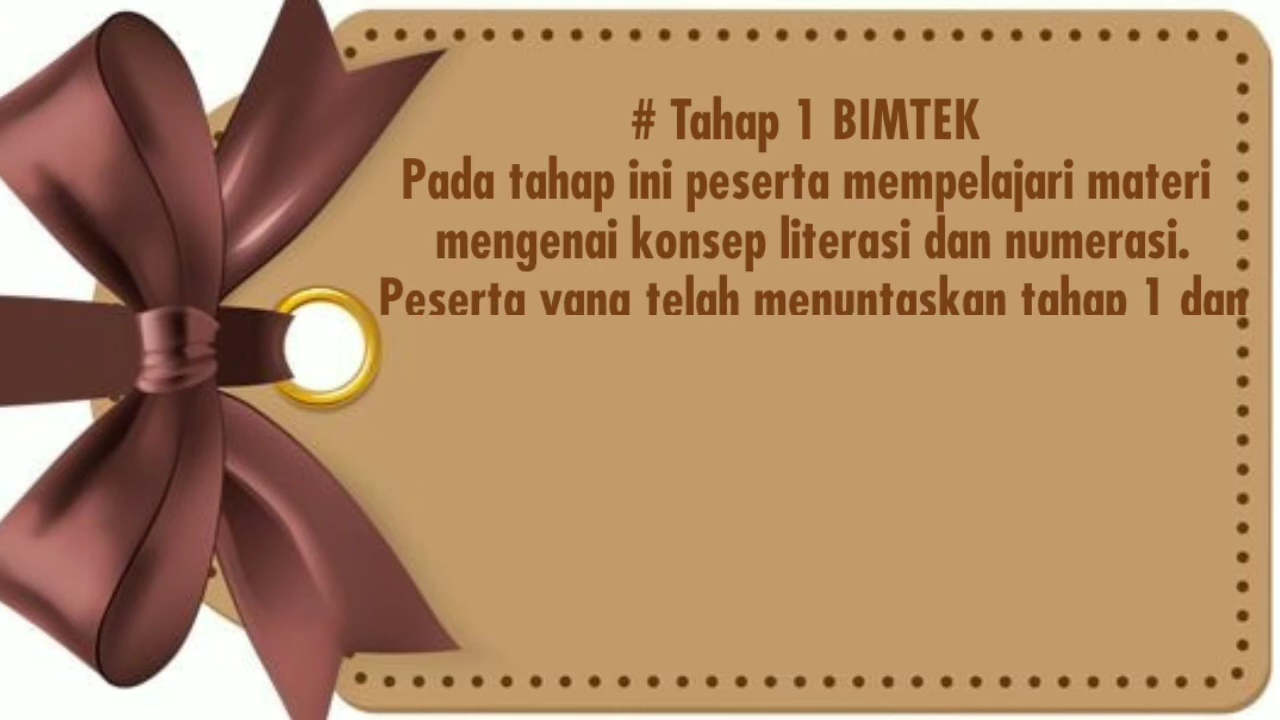 # Tahap 1 BIMTEK
Pada tahap ini peserta mempelajari materi
mengenai konsep literasi dan numerasi.
Peserta yang telah menuntaskan tahap 1 dan